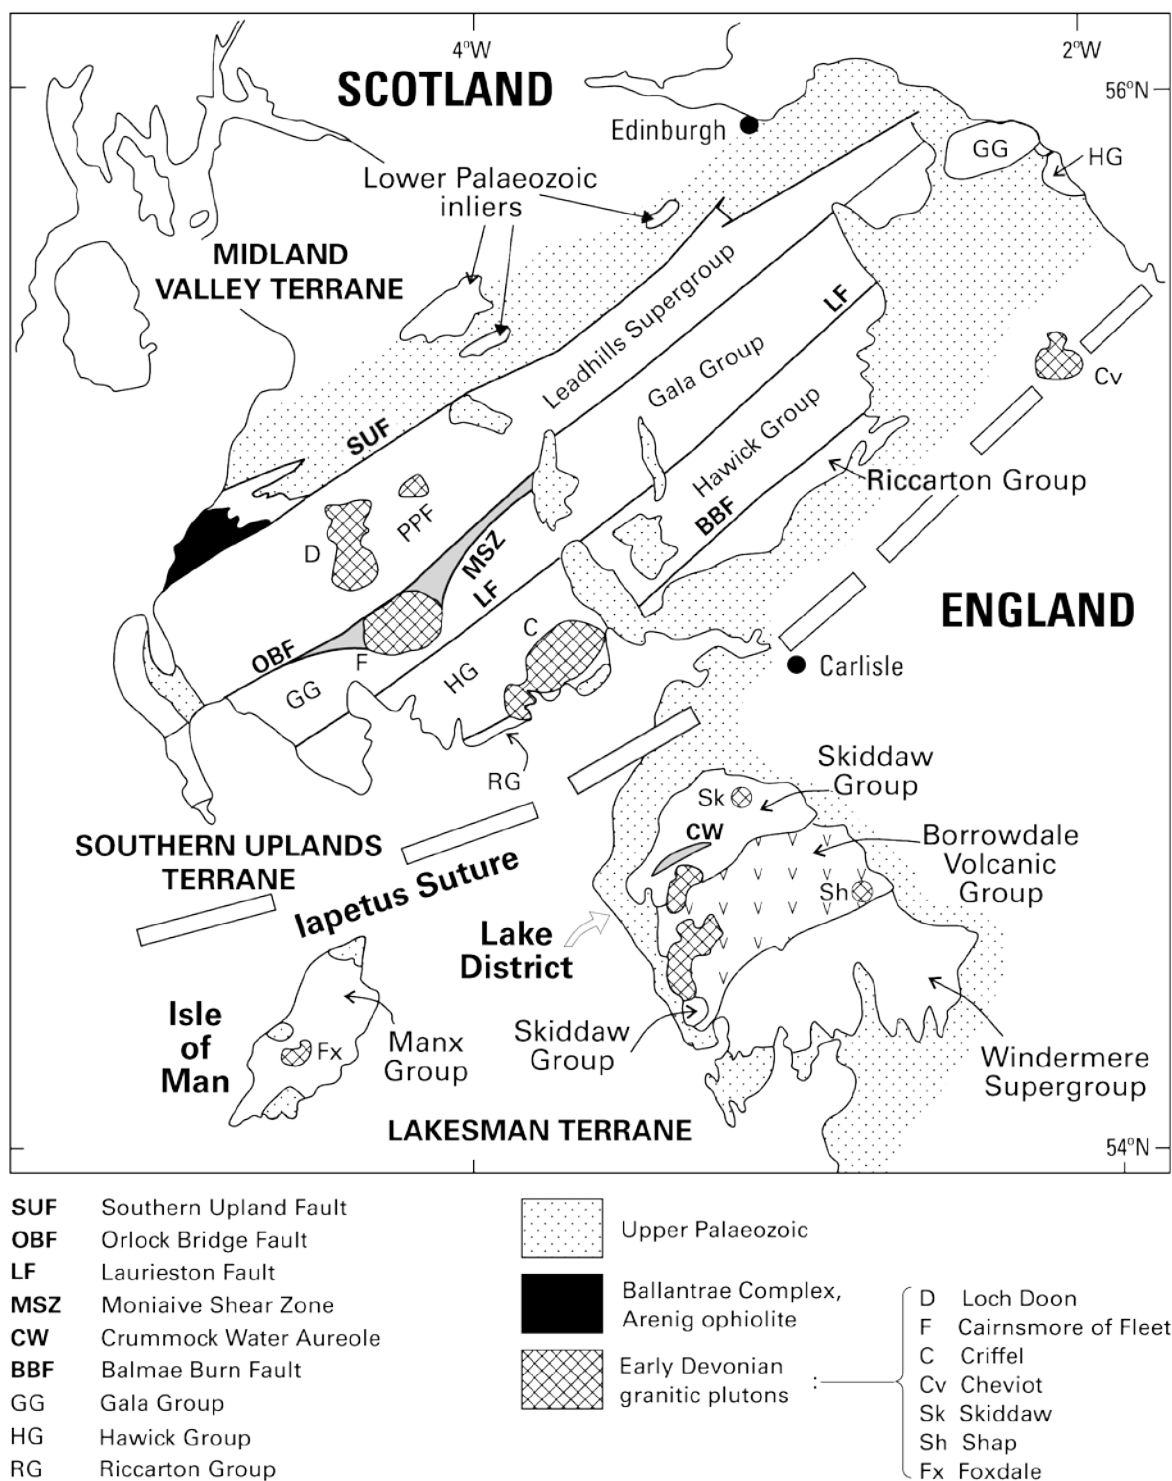 4°W
2°W
56°N
SCOTLAND
Edinburgh
GG
HG
Lower Palaeozoic
inliers
MIDLAND
VALLEY TERRANE
Leadhills Supergroup
LF
Gala Group
Cv
SUF
Hawick Group
Riccarton Group
BBF
PPF
D
MSZ
LF
ENGLAND
C
OBF
F
Carlisle
HG
GG
RG
Skiddaw
Group
Sk
CW
Borrowdale
Volcanic
Group
SOUTHERN UPLANDS
TERRANE
Iapetus Suture
Sh
Lake
District
Isle
of
Man
Manx
Group
Fx
Skiddaw
Group
Windermere
Supergroup
LAKESMAN TERRANE
54°N
SUF Southern Upland Fault
OBF Orlock Bridge Fault
LF Laurieston Fault
MSZ Moniaive Shear Zone
CW Crummock Water Aureole
BBF Balmae Burn Fault
GG Gala Group
HG Hawick Group
RG Riccarton Group
Upper Palaeozoic
Ballantrae Complex,
Arenig ophiolite
Early Devonian
granitic plutons :
D Loch Doon
F Cairnsmore of Fleet
C Criffel
Cv Cheviot
Sk Skiddaw
Sh Shap
Fx Foxdale